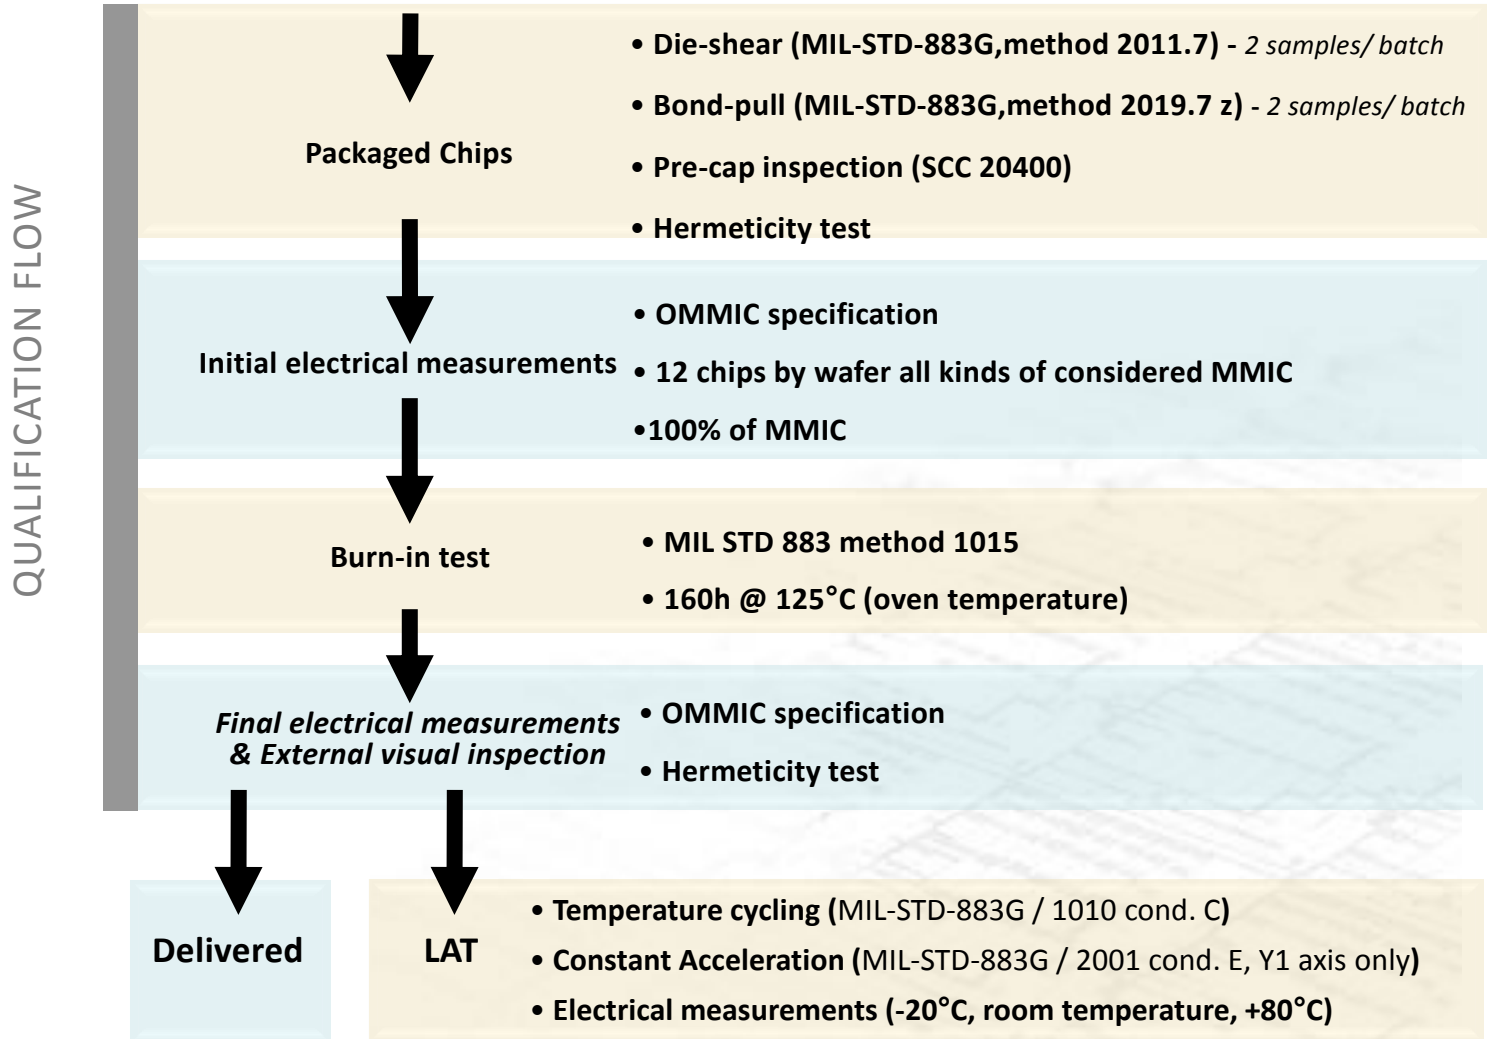 QUALIFICATION FLOW
Packaged Chips
• Die-shear (MIL-STD-883G,method 2011.7) - 2 samples/ batch
• Bond-pull (MIL-STD-883G,method 2019.7 z) - 2 samples/ batch
• Pre-cap inspection (SCC 20400)
• Hermeticity test
Initial electrical measurements
• OMMIC specification
• 12 chips by wafer all kinds of considered MMIC
•100% of MMIC
Burn-in test
• MIL STD 883 method 1015
• 160h @ 125°C (oven temperature)
Final electrical measurements
& External visual inspection
• OMMIC specification
• Hermeticity test
Delivered
LAT
• Temperature cycling (MIL-STD-883G / 1010 cond. C)
• Constant Acceleration (MIL-STD-883G / 2001 cond. E, Y1 axis only)
• Electrical measurements (-20°C, room temperature, +80°C)